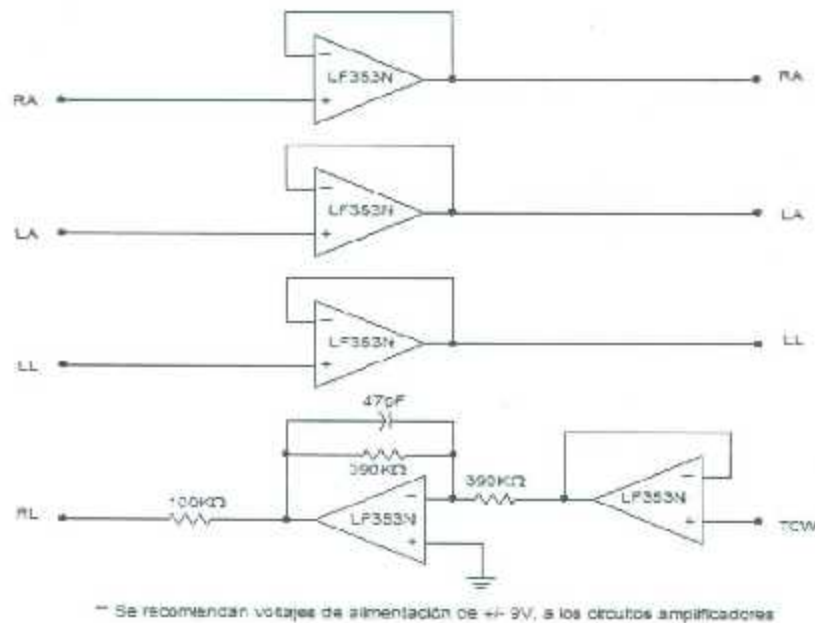 LF353N
RA
RA
LF353N
LA
LA
LF353N
LL
LL
47pF
390KΩ
390KΩ
100KΩ
LF353N
LF353N
RL
TCW
** Se recomiendan voltajes de alimentación de +/- 9V, a los circuitos amplificadores